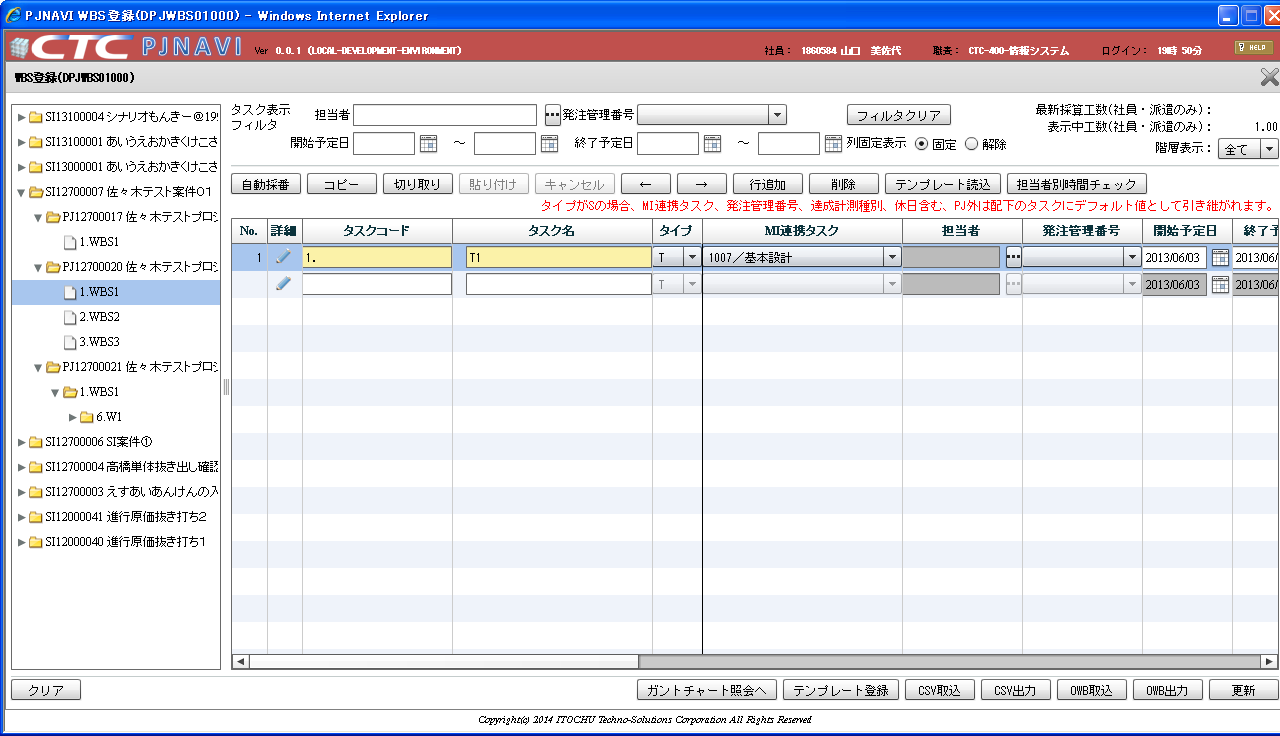 PJNAVI WBS登録(DPJWBS01000) - Windows Internet Explorer
CTC PJNAVI Ver 0.0.1 (LOCAL-DEVELOPMENT-ENVIRONMENT) 社員： 1860584 山口 美佐代 職責： CTC-400-情報システム ログイン： 19時 50分 ? HELP
WBS登録(DPJWBS01000)
SI13100004 シナリオもんきー@19
SI13100001 あいうえおかきくけこさ
SI13000001 あいうえおかきくけこさ
SI12700007 佐々木テスト案件01
PJ12700017 佐々木テストプロジ
1.WBS1
PJ12700020 佐々木テストプロジ
1.WBS1
2.WBS2
3.WBS3
PJ12700021 佐々木テストプロジ
1.WBS1
6.W1
SI12700006 SI案件①
SI12700004 高橋単体抜き出し確認
SI12700003 えすあいあんけんの入
SI12000041 進行原価抜き打ち2
SI12000040 進行原価抜き打ち1
タスク表示
フィルタ
担当者 発注管理番号 フィルタクリア
開始予定日 ～ 終了予定日 ～ 列固定表示 固定 解除
最新採算工数(社員・派遣のみ)：
表示中工数(社員・派遣のみ)： 1.00
階層表示： 全て
自動採番 コピー 切り取り 貼り付け キャンセル ← → 行追加 削除 テンプレート読込 担当者別時間チェック
タイプがSの場合、MI連携タスク、発注管理番号、達成計測種別、休日含む、PJ外は配下のタスクにデフォルト値として引き継がれます。
No. 詳細 タスクコード タスク名 タイプ MI連携タスク 担当者 発注管理番号 開始予定日 終了予
1 1. T1 T 1007／基本設計 2013/06/03 2013/06/
T 2013/06/03 2013/06/
クリア ガントチャート照会へ テンプレート登録 CSV取込 CSV出力 OWB取込 OWB出力 更新
Copyright(c) 2014 ITOCHU Techno-Solutions Corporation All Rights Reserved